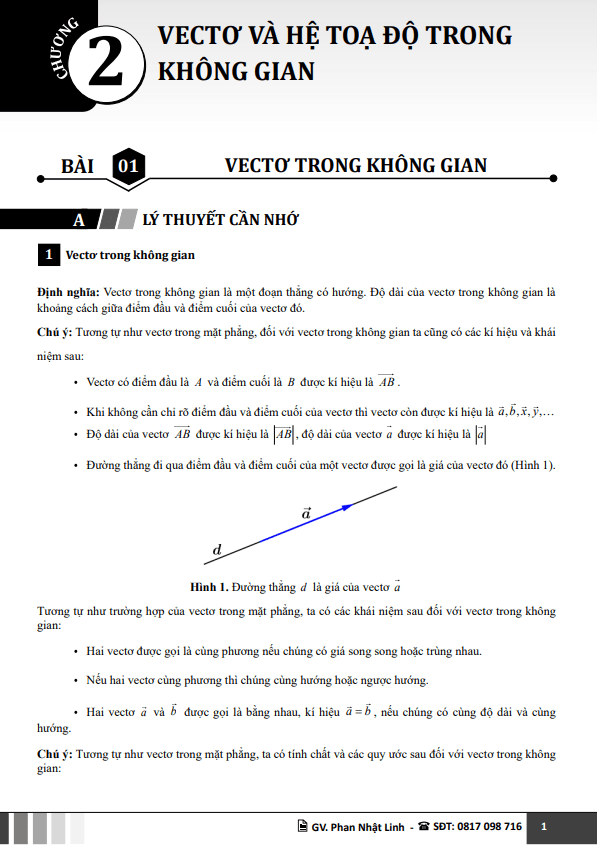 CHƯƠNG
2
VECTƠ VÀ HỆ TOẠ ĐỘ TRONG
KHÔNG GIAN
BÀI 01 VECTƠ TRONG KHÔNG GIAN
A LÝ THUYẾT CẦN NHỚ
1 Vectơ trong không gian
Định nghĩa: Vectơ trong không gian là một đoạn thẳng có hướng. Độ dài của vectơ trong không gian là
khoảng cách giữa điểm đầu và điểm cuối của vectơ đó.
Chú ý: Tương tự như vectơ trong mặt phẳng, đối với vectơ trong không gian ta cũng có các kí hiệu và khái
niệm sau:
• Vectơ có điểm đầu là A và điểm cuối là B được kí hiệu là $\overrightarrow{AB}$.
• Khi không cần chỉ rõ điểm đầu và điểm cuối của vectơ thì vectơ còn được kí hiệu là $\vec{a},\vec{b},\vec{x},\vec{y}$,…
• Độ dài của vectơ $\overrightarrow{AB}$ được kí hiệu là $|\overrightarrow{AB}|$, độ dài của vectơ $\vec{a}$ được kí hiệu là $|\vec{a}|$
• Đường thẳng đi qua điểm đầu và điểm cuối của một vectơ được gọi là giá của vectơ đó (Hình 1).
$\vec{a}$
d
Hình 1. Đường thẳng d là giá của vectơ $\vec{a}$
Tương tự như trường hợp của vectơ trong mặt phẳng, ta có các khái niệm sau đối với vectơ trong không
gian:
• Hai vectơ được gọi là cùng phương nếu chúng có giá song song hoặc trùng nhau.
• Nếu hai vectơ cùng phương thì chúng cùng hướng hoặc ngược hướng.
• Hai vectơ $\vec{a}$ và $\vec{b}$ được gọi là bằng nhau, kí hiệu $\vec{a}=\vec{b}$, nếu chúng có cùng độ dài và cùng
hướng.
Chú ý: Tương tự như vectơ trong mặt phẳng, ta có tính chất và các quy ước sau đối với vectơ trong không
gian:
GV. Phan Nhật Linh - ☎ SĐT: 0817 098 716 1